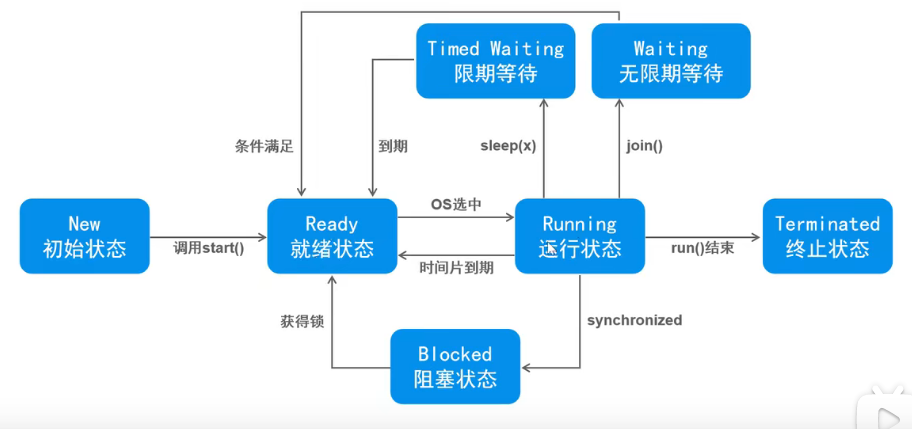 Timed Waiting
限期等待
Waiting
无限期等待
条件满足
到期
sleep(x)
join()
New
初始状态
调用start()
Ready
就绪状态
OS选中
时间片到期
Running
运行状态
run()结束
Terminated
终止状态
获得锁
synchronized
Blocked
阻塞状态